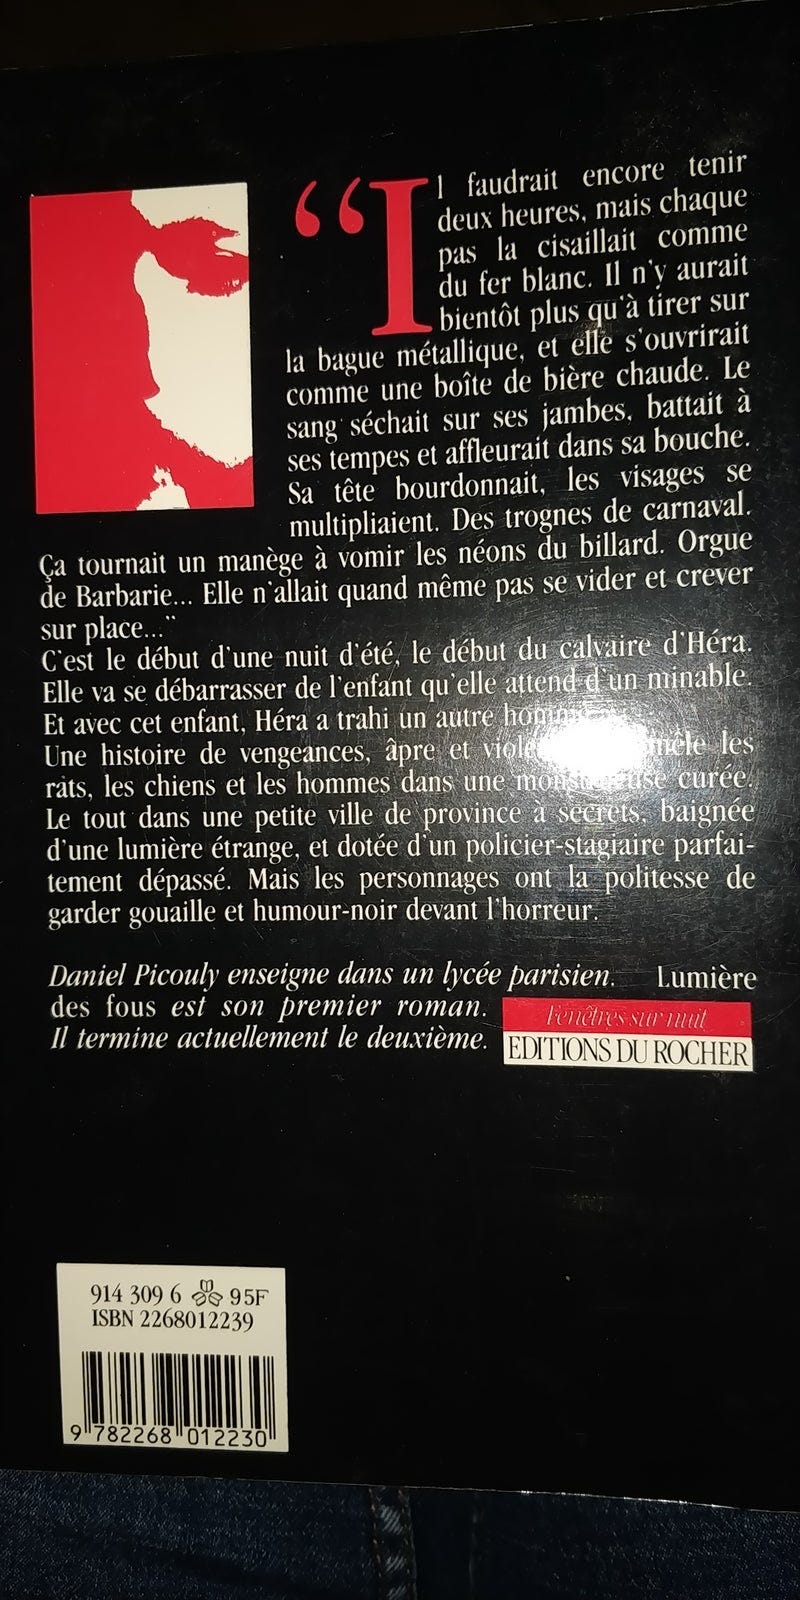 “Il faudrait encore tenir
deux heures, mais chaque
pas la cisaillait comme
du fer blanc. Il n'y aurait
bientôt plus qu'à tirer sur
la bague métallique, et elle s'ouvrirait
comme une boîte de bière chaude. Le
sang séchait sur ses jambes, battait à
ses tempes et affleurait dans sa bouche.
Sa tête bourdonnait, les visages se
multipliaient. Des trognes de carnaval.
Ça tournait un manège à vomir les néons du billard. Orgue
de Barbarie... Elle n'allait quand même pas se vider et crever
sur place..."
C'est le début d'une nuit d'été, le début du calvaire d'Héra.
Elle va se débarrasser de l'enfant qu'elle attend d'un minable.
Et avec cet enfant, Héra a trahi un autre
Une histoire de vengeances, âpre et mêle les
rats, les chiens et les hommes dans une curée.
Le tout dans une petite ville de province à secrets, baignée
d'une lumière étrange, et dotée d'un policier-stagiaire parfai-
tement dépassé. Mais les personnages ont la politesse de
garder gouaille et humour-noir devant l'horreur.
Daniel Picouly enseigne dans un lycée parisien. Lumière
des fous est son premier roman.
Il termine actuellement le deuxième.
Fenêtres sur nuit
EDITIONS DU ROCHER
914 309 6 95F
ISBN 2268012239
9 782268 012230